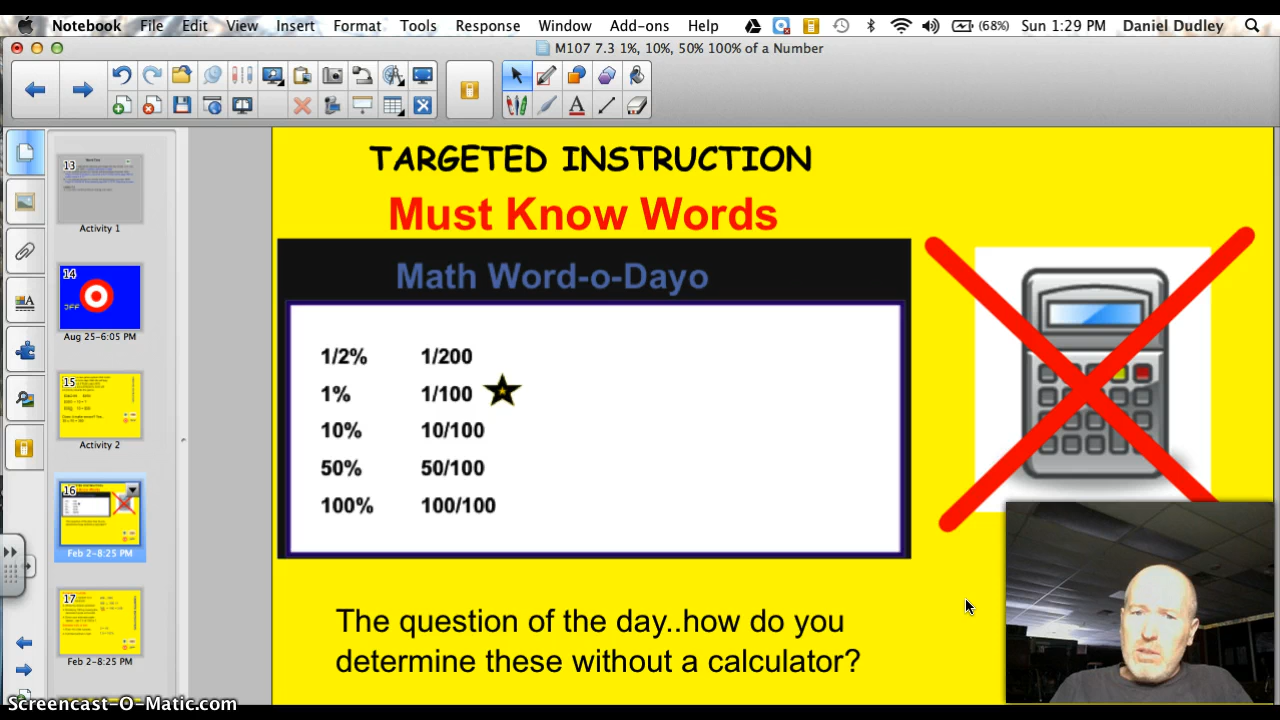 Notebook File Edit View Insert Format Tools Response Window Add-ons Help (68%) Sun 1:29 PM Daniel Dudley
M107 7.3 1%, 10%, 50% 100% of a Number
13
Activity 1
14
Aug 25-6:05 PM
15
Activity 2
16
Feb 2-8:25 PM
17
Feb 2-8:25 PM
TARGETED INSTRUCTION
Must Know Words
Math Word-o-Dayo
1/2% 1/200
1% 1/100
10% 10/100
50% 50/100
100% 100/100
The question of the day..how do you
determine these without a calculator?
Screencast-O-Matic.com